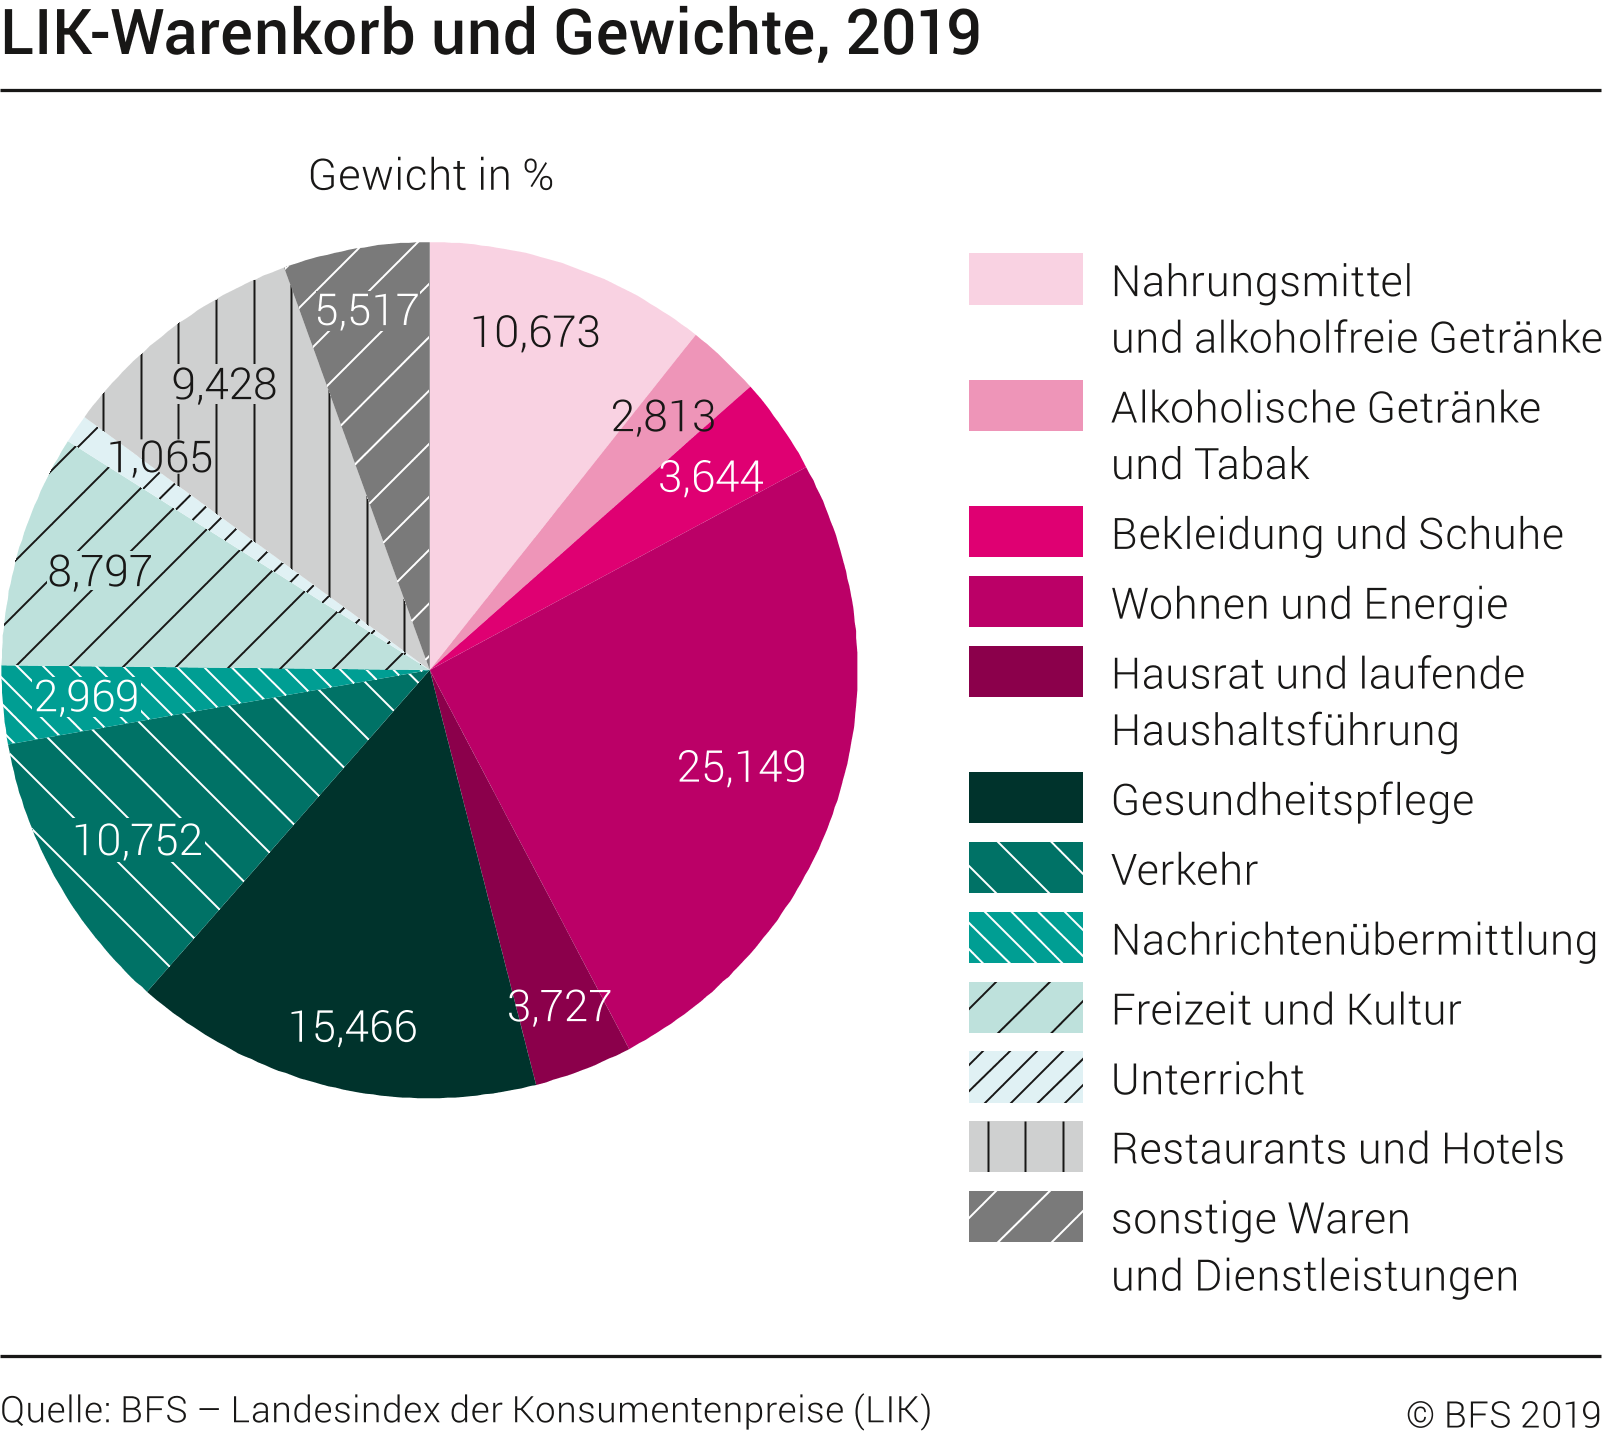 LIK-Warenkorb und Gewichte, 2019
Gewicht in %
5,517
10,673
9,428
2,813
1,065
3,644
8,797
2,969
25,149
10,752
3,727
15,466
Nahrungsmittel
und alkoholfreie Getränke
Alkoholische Getränke
und Tabak
Bekleidung und Schuhe
Wohnen und Energie
Hausrat und laufende
Haushaltsführung
Gesundheitspflege
Verkehr
Nachrichtenübermittlung
Freizeit und Kultur
Unterricht
Restaurants und Hotels
sonstige Waren
und Dienstleistungen
Quelle: BFS – Landesindex der Konsumentenpreise (LIK)
© BFS 2019